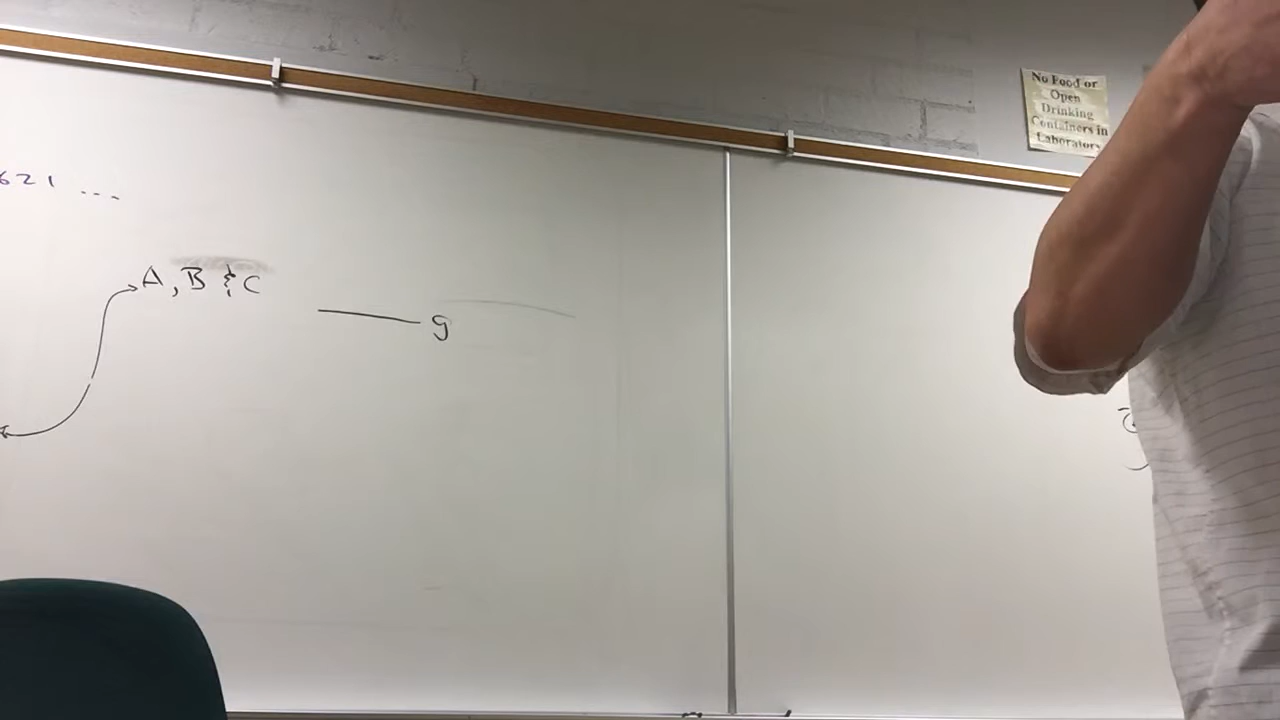 621 ...
A, B & C
g
No Food or
Open
Drinking
Containers in
Laboratory